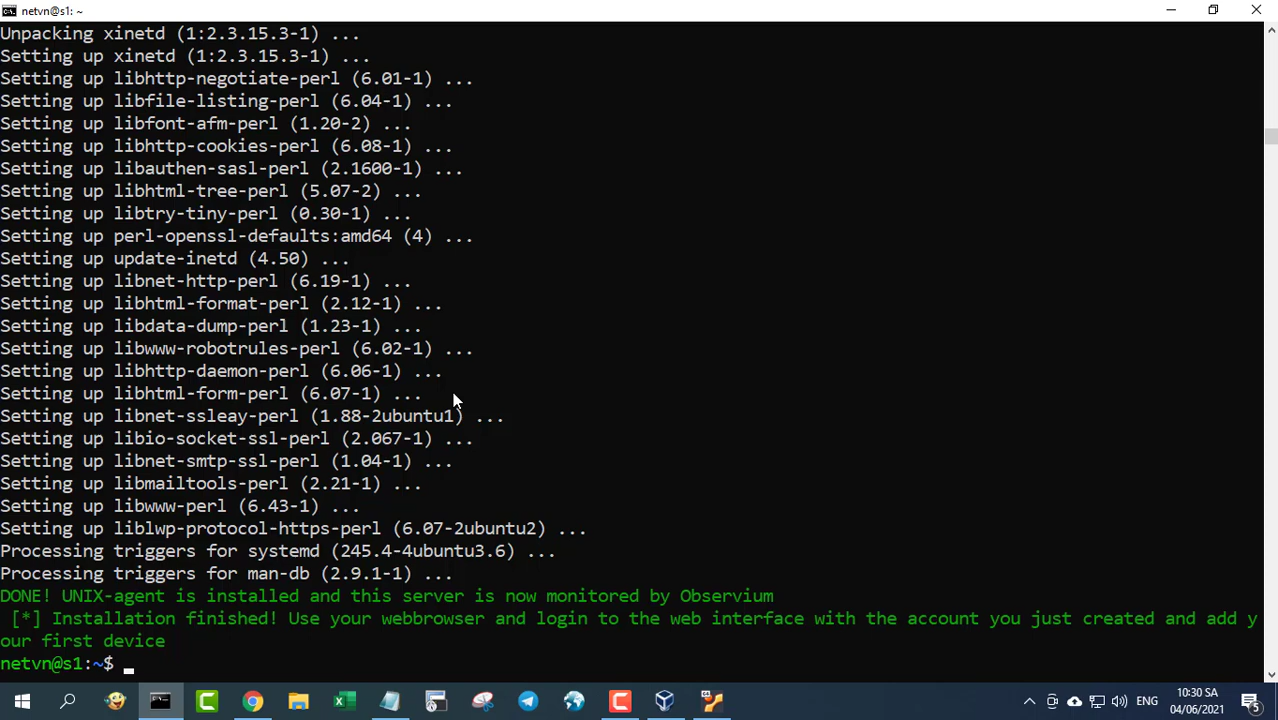 netvn@s1: ~
Unpacking xinetd (1:2.3.15.3-1) ...
Setting up xinetd (1:2.3.15.3-1) ...
Setting up libhttp-negotiate-perl (6.01-1) ...
Setting up libfile-listing-perl (6.04-1) ...
Setting up libfont-afm-perl (1.20-2) ...
Setting up libhttp-cookies-perl (6.08-1) ...
Setting up libauthen-sasl-perl (2.1600-1) ...
Setting up libhtml-tree-perl (5.07-2) ...
Setting up libtry-tiny-perl (0.30-1) ...
Setting up perl-openssl-defaults:amd64 (4) ...
Setting up update-inetd (4.50) ...
Setting up libnet-http-perl (6.19-1) ...
Setting up libhtml-format-perl (2.12-1) ...
Setting up libdata-dump-perl (1.23-1) ...
Setting up libwww-robotrules-perl (6.02-1) ...
Setting up libhttp-daemon-perl (6.06-1) ...
Setting up libhtml-form-perl (6.07-1) ...
Setting up libnet-ssleay-perl (1.88-2ubuntu1) ...
Setting up libio-socket-ssl-perl (2.067-1) ...
Setting up libnet-smtp-ssl-perl (1.04-1) ...
Setting up libmailtools-perl (2.21-1) ...
Setting up libwww-perl (6.43-1) ...
Setting up liblwp-protocol-https-perl (6.07-2ubuntu2) ...
Processing triggers for systemd (245.4-4ubuntu3.6) ...
Processing triggers for man-db (2.9.1-1) ...
DONE! UNIX-agent is installed and this server is now monitored by Observium
 [*] Installation finished! Use your webbrowser and login to the web interface with the account you just created and add y
our first device
netvn@s1:~$
ENG
10:30 SA
04/06/2021
5